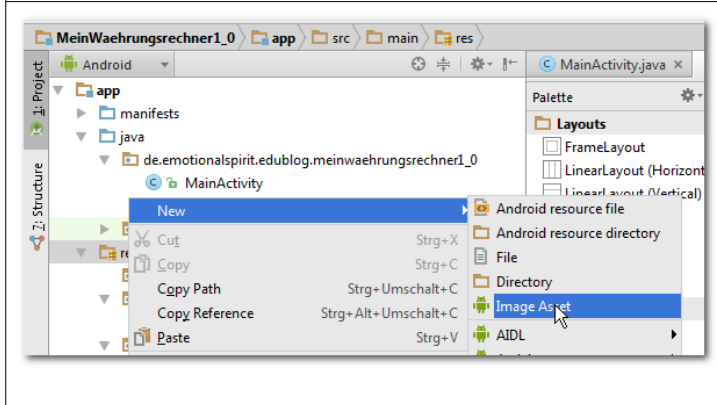 MeinWaehrungsrechner1_0 app src main res
1: Project
Android
MainActivity.java
app
Palette
manifests
Layouts
java
FrameLayout
de.emotionalspirit.edublog.meinwaehrungsrechner1_0
LinearLayout (Horizont
MainActivity
LinearLayout (Vertical)
7: Structure
New
Cut Strg+X
Copy Strg+C
Copy Path Strg+Umschalt+C
Copy Reference Strg+Alt+Umschalt+C
Paste Strg+V
Android resource file
Android resource directory
File
Directory
Image Asset
AIDL